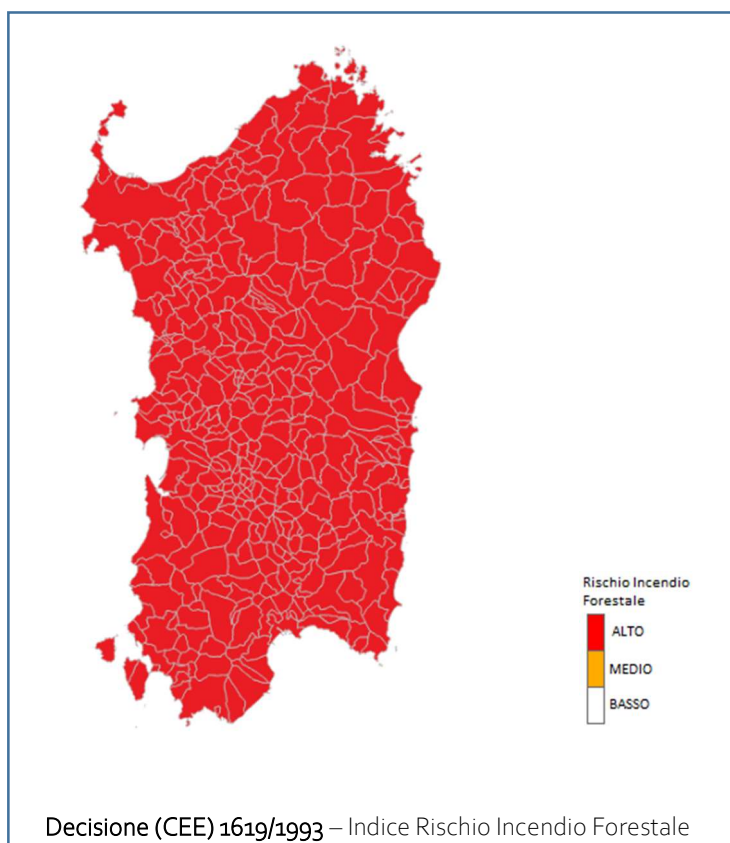 Rischio Incendio
Forestale
ALTO
MEDIO
BASSO
Decisione (CEE) 1619/1993 – Indice Rischio Incendio Forestale